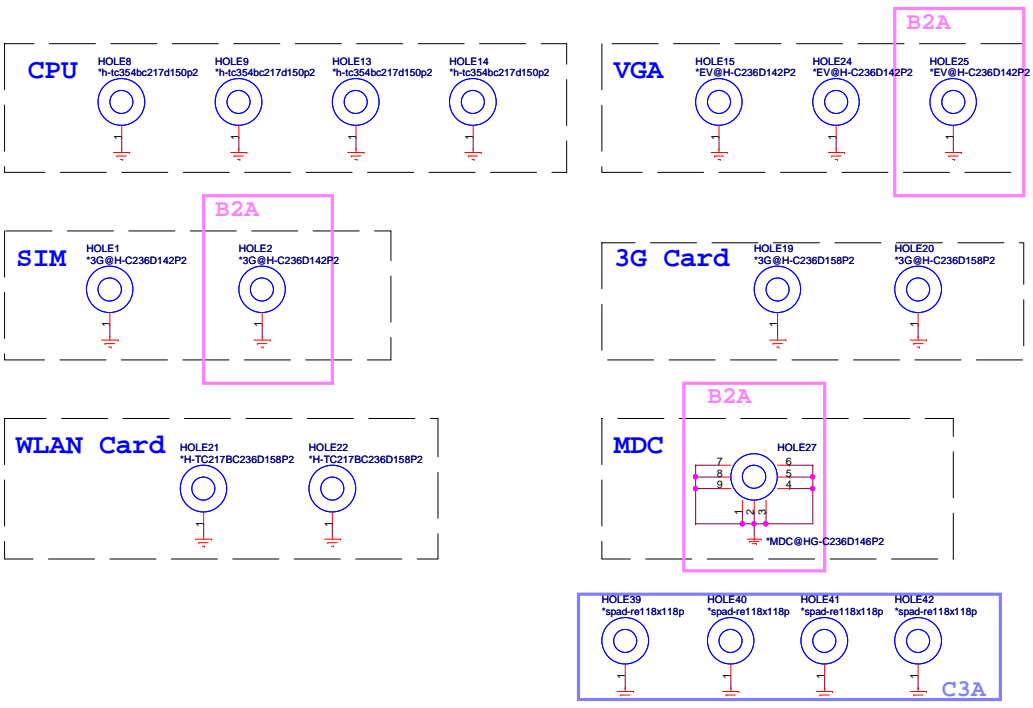 B2A
CPU
HOLE8
*h-tc354bc217d150p2
1
HOLE9
*h-tc354bc217d150p2
1
HOLE13
*h-tc354bc217d150p2
1
HOLE14
*h-tc354bc217d150p2
1
VGA
HOLE15
*EV@H-C236D142P2
1
HOLE24
*EV@H-C236D142P2
1
HOLE25
*EV@H-C236D142P2
1
B2A
SIM
HOLE1
*3G@H-C236D142P2
1
HOLE2
*3G@H-C236D142P2
1
3G Card
HOLE19
*3G@H-C236D158P2
1
HOLE20
*3G@H-C236D158P2
1
B2A
WLAN Card
HOLE21
*H-TC217BC236D158P2
1
HOLE22
*H-TC217BC236D158P2
1
MDC
HOLE27
7 6
8 5
9 4
1 2 3
*MDC@HG-C236D146P2
HOLE39
*spad-re118x118p
1
HOLE40
*spad-re118x118p
1
HOLE41
*spad-re118x118p
1
HOLE42
*spad-re118x118p
1
C3A